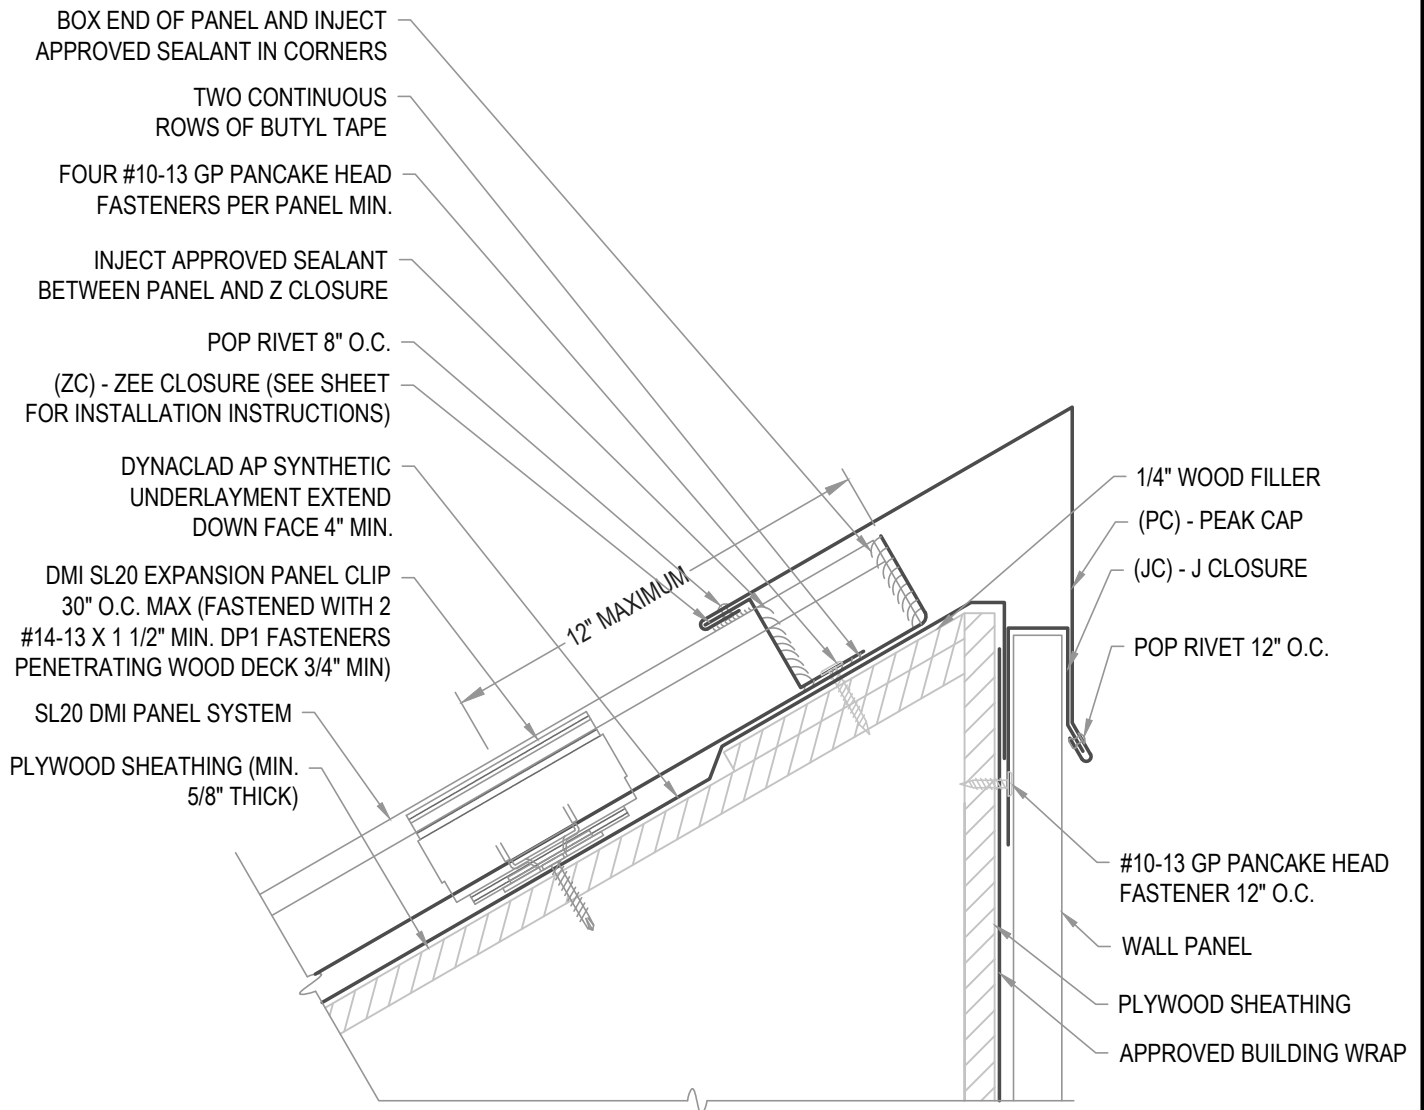 BOX END OF PANEL AND INJECT
APPROVED SEALANT IN CORNERS
TWO CONTINUOUS
ROWS OF BUTYL TAPE
FOUR #10-13 GP PANCAKE HEAD
FASTENERS PER PANEL MIN.
INJECT APPROVED SEALANT
BETWEEN PANEL AND Z CLOSURE
POP RIVET 8" O.C.
(ZC) - ZEE CLOSURE (SEE SHEET
FOR INSTALLATION INSTRUCTIONS)
DYNACLAD AP SYNTHETIC
UNDERLAYMENT EXTEND
DOWN FACE 4" MIN.
DMI SL20 EXPANSION PANEL CLIP
30" O.C. MAX (FASTENED WITH 2
#14-13 X 1 1/2" MIN. DP1 FASTENERS
PENETRATING WOOD DECK 3/4" MIN)
SL20 DMI PANEL SYSTEM
PLYWOOD SHEATHING (MIN.
5/8" THICK)
12" MAXIMUM
1/4" WOOD FILLER
(PC) - PEAK CAP
(JC) - J CLOSURE
POP RIVET 12" O.C.
#10-13 GP PANCAKE HEAD
FASTENER 12" O.C.
WALL PANEL
PLYWOOD SHEATHING
APPROVED BUILDING WRAP